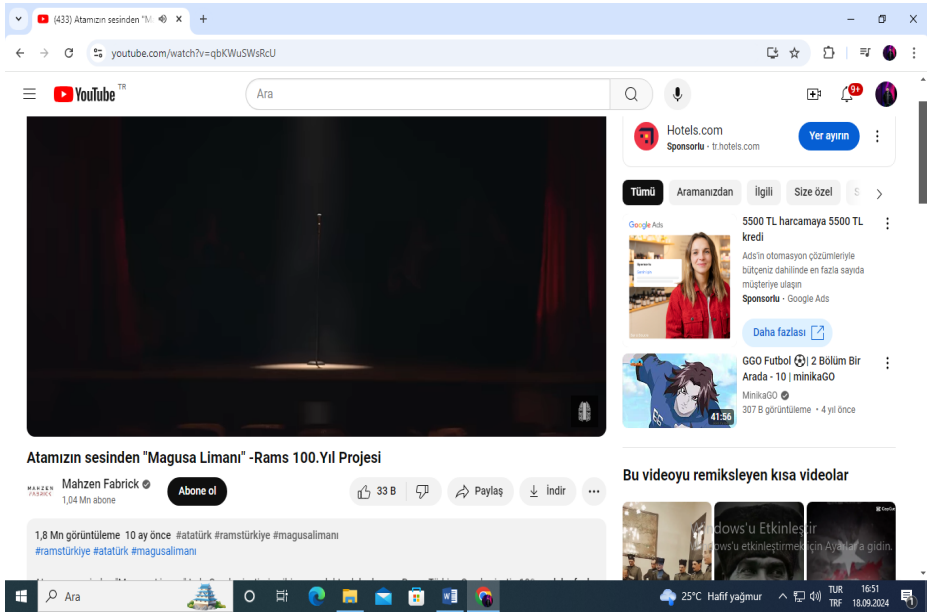 (433) Atamızın sesinden "M
youtube.com/watch?v=qbKWuSWsRcU
YouTube TR
Ara
9+
Hotels.com
Sponsorlu · tr.hotels.com
Yer ayırın
Tümü
Aramanızdan
İlgili
Size özel
Google Ads
5500 TL harcamaya 5500 TL
kredi
Ads'in otomasyon çözümleriyle
bütçeniz dahilinde en fazla sayıda
müşteriye ulaşın
Sponsorlu · Google Ads
Daha fazlası
GGO Futbol ⚽| 2 Bölüm Bir
Arada - 10 | minikaGO
MinikaGO
307 B görüntüleme • 4 yıl önce
41:56
Atamızın sesinden "Magusa Limanı" -Rams 100.Yıl Projesi
MAHZEN
FABRICK
Mahzen Fabrick
1,04 Mn abone
Abone ol
33 B
Paylaş
İndir
1,8 Mn görüntüleme 10 ay önce #atatürk #ramstürkiye #magusalimanı
#ramstürkiye #atatürk #magusalimanı
Bu videoyu remiksleyen kısa videolar
CapCut
dows'u Etkinleştir
ows'u etkinleştirmek için Ayarlar'a gidin.
Ara
25°C Hafif yağmur
TUR
TRF
16:51
18.09.2024
1